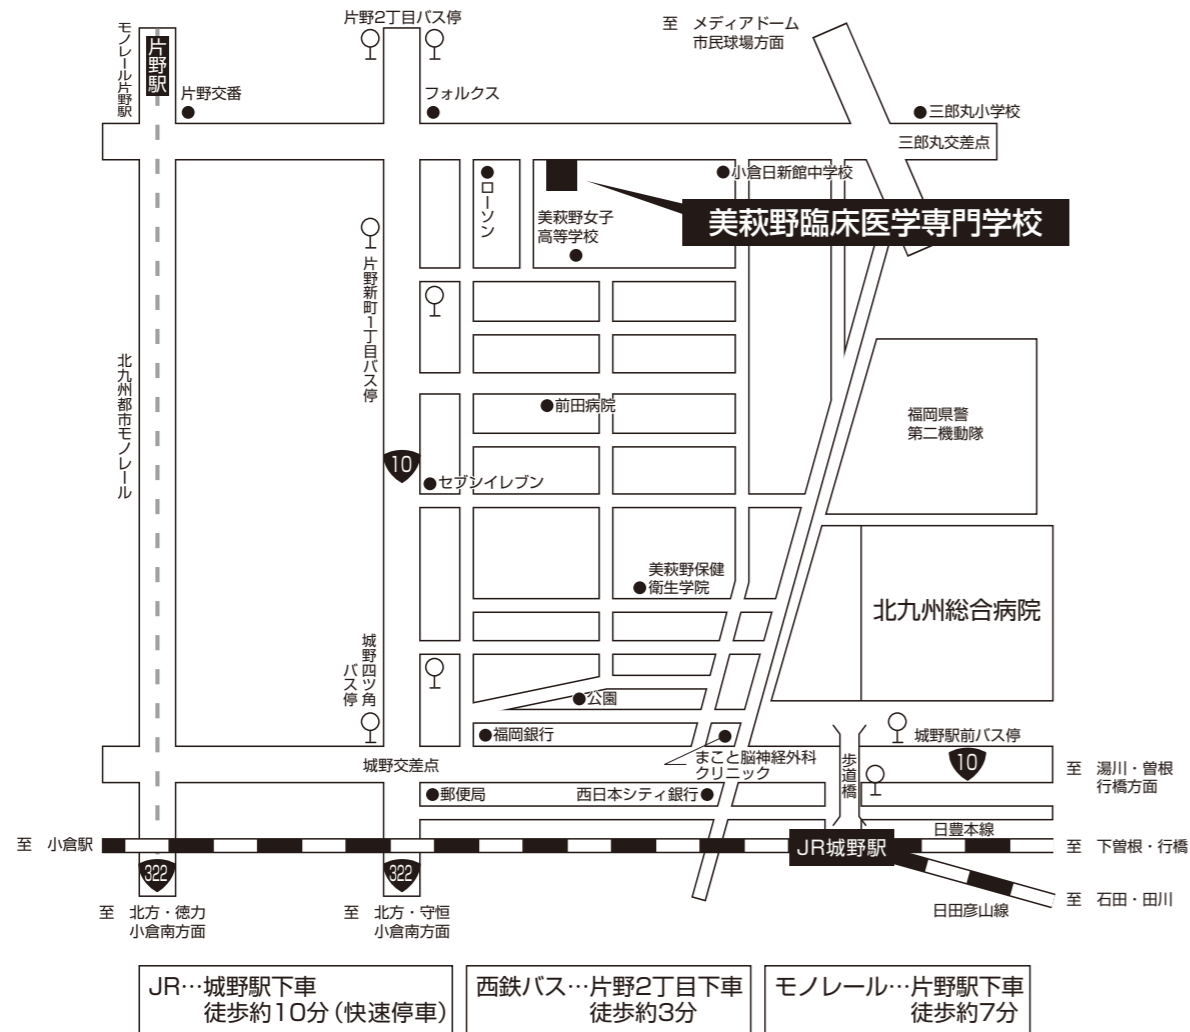 片野2丁目バス停
至 メディアドーム
市民球場方面
モノレール片野駅
片野駅
片野交番
フォルクス
三郎丸小学校
三郎丸交差点
ローソン
小倉日新館中学校
美萩野臨床医学専門学校
美萩野女子
高等学校
片野新町1丁目バス停
北九州都市モノレール
前田病院
福岡県警
第二機動隊
10
セブンイレブン
美萩野保健
衛生学院
北九州総合病院
城野四ツ角
バス停
公園
福岡銀行
城野駅前バス停
城野交差点
まこと脳神経外科
クリニック
歩道橋
10
至 湯川・曽根
行橋方面
郵便局
西日本シティ銀行
日豊本線
至 小倉駅
JR城野駅
至 下曽根・行橋
322
322
至 石田・田川
日田彦山線
至 北方・徳力
小倉南方面
至 北方・守恒
小倉南方面
JR…城野駅下車
徒歩約10分（快速停車）
西鉄バス…片野2丁目下車
徒歩約3分
モノレール…片野駅下車
徒歩約7分